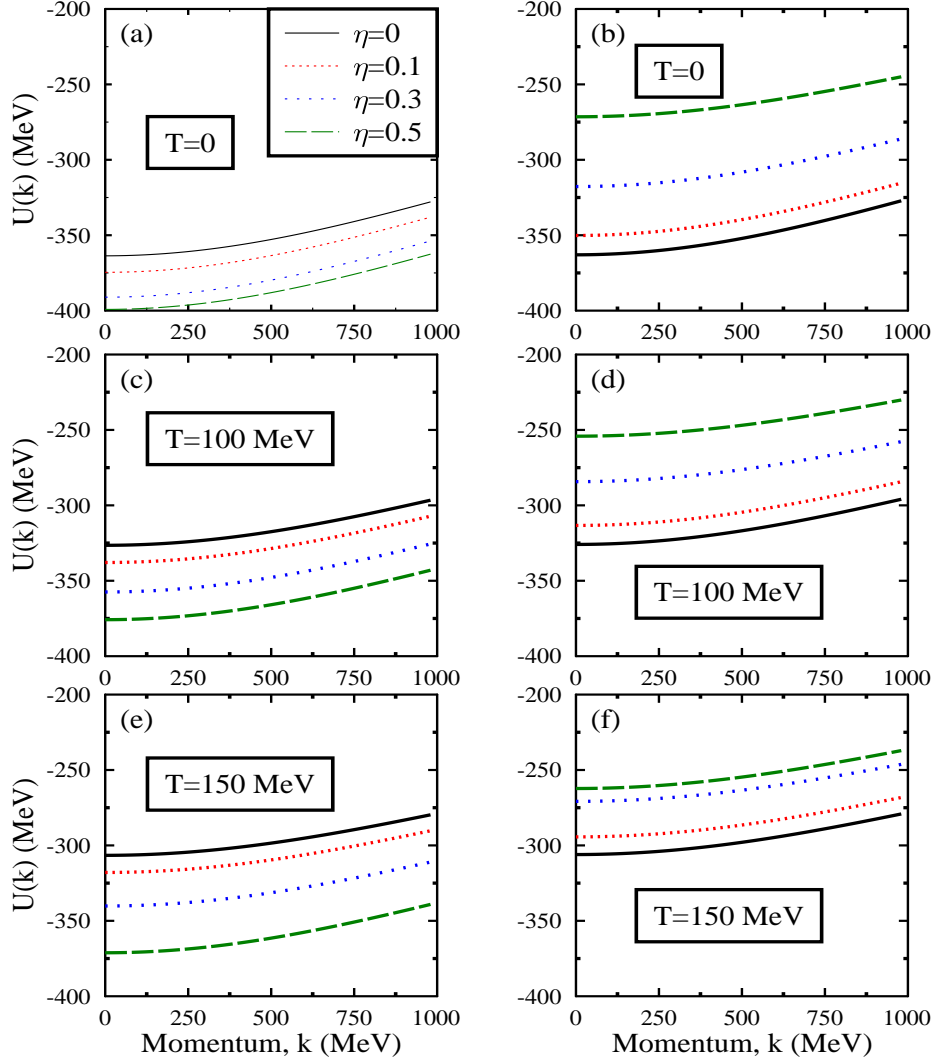 (a)
η=0
η=0.1
η=0.3
η=0.5
T=0
U(k) (MeV)
-200
-250
-300
-350
-400
0 250 500 750 1000
(b)
T=0
-200
-250
-300
-350
-400
0 250 500 750 1000
(c)
T=100 MeV
U(k) (MeV)
-200
-250
-300
-350
-400
0 250 500 750 1000
(d)
T=100 MeV
-200
-250
-300
-350
-400
0 250 500 750 1000
(e)
T=150 MeV
U(k) (MeV)
-200
-250
-300
-350
-400
0 250 500 750 1000
Momentum, k (MeV)
(f)
T=150 MeV
-200
-250
-300
-350
-400
0 250 500 750 1000
Momentum, k (MeV)